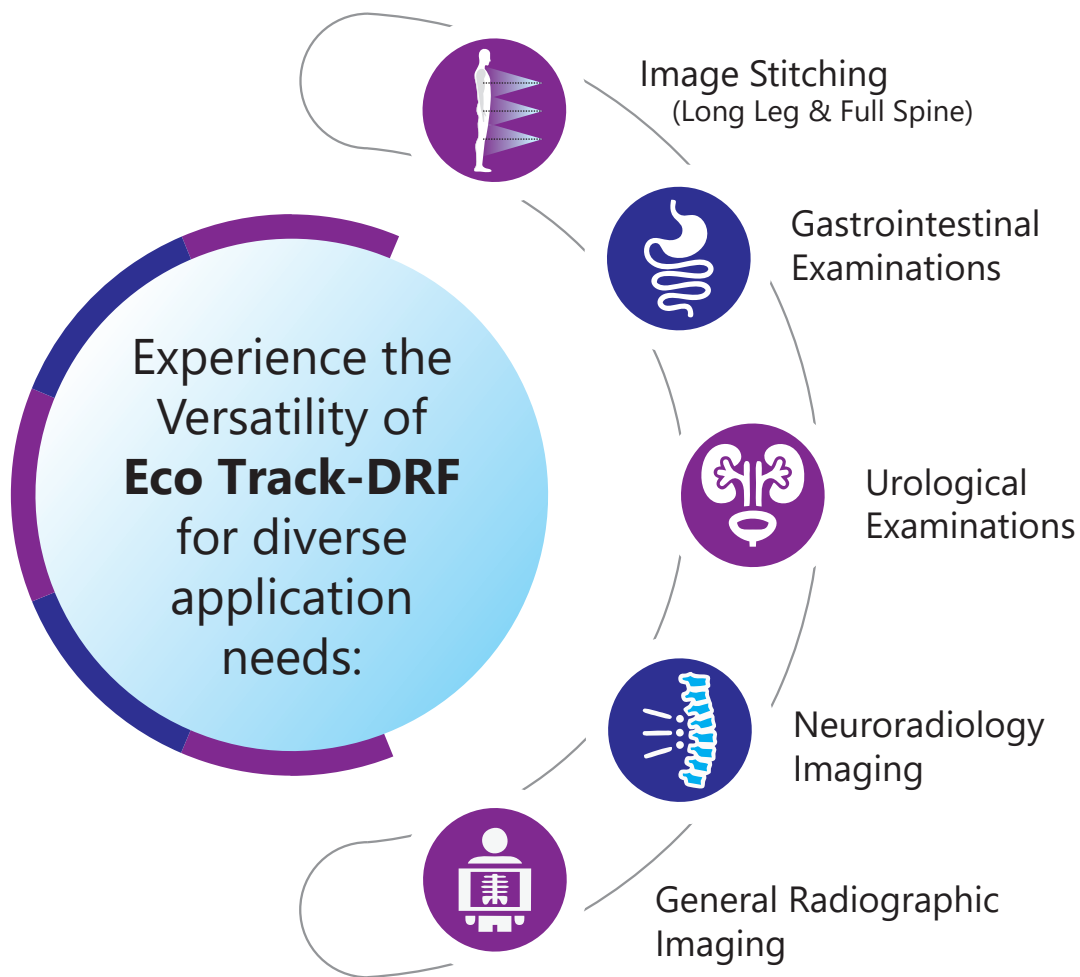 Experience the
Versatility of
Eco Track-DRF
for diverse
application
needs:
Image Stitching
(Long Leg & Full Spine)
Gastrointestinal
Examinations
Urological
Examinations
Neuroradiology
Imaging
General Radiographic
Imaging